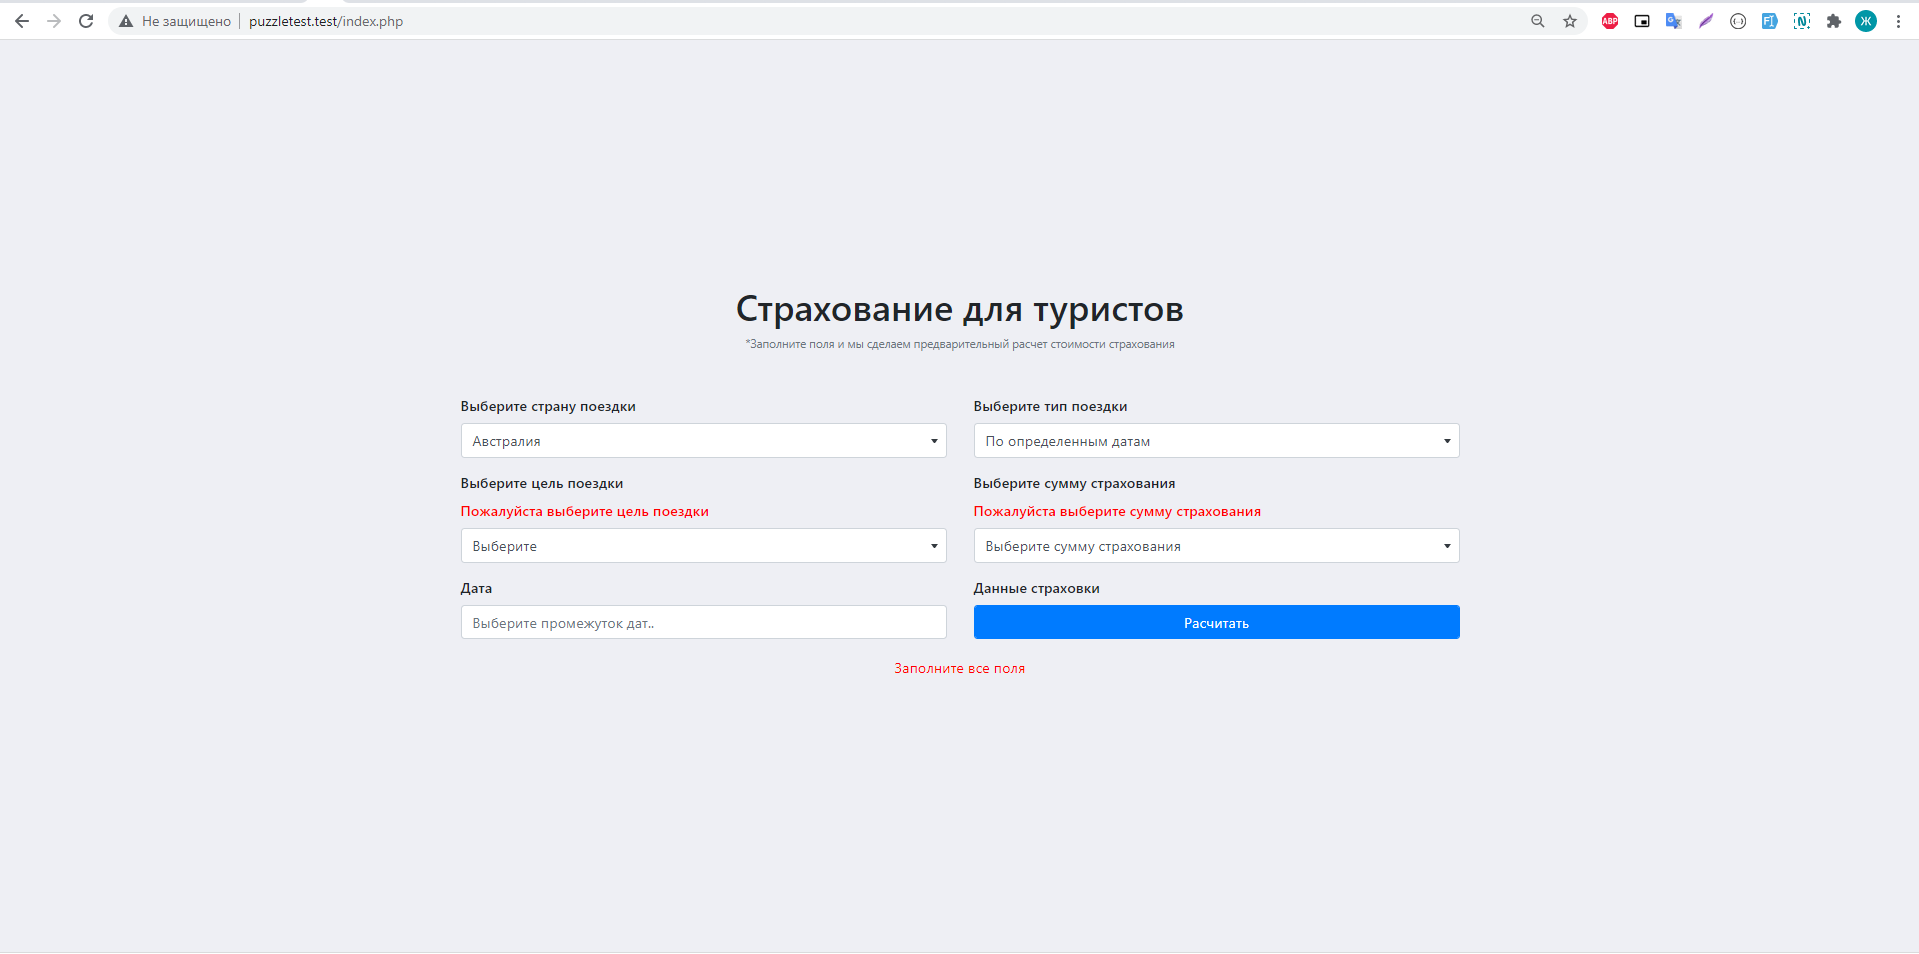 Не защищено puzzletest.test/index.php
ABP
Ж
Страхование для туристов
*Заполните поля и мы сделаем предварительный расчет стоимости страхования
Выберите страну поездки
Австралия
Выберите тип поездки
По определенным датам
Выберите цель поездки
Пожалуйста выберите цель поездки
Выберите
Выберите сумму страхования
Пожалуйста выберите сумму страхования
Выберите сумму страхования
Дата
Выберите промежуток дат..
Данные страховки
Расчитать
Заполните все поля